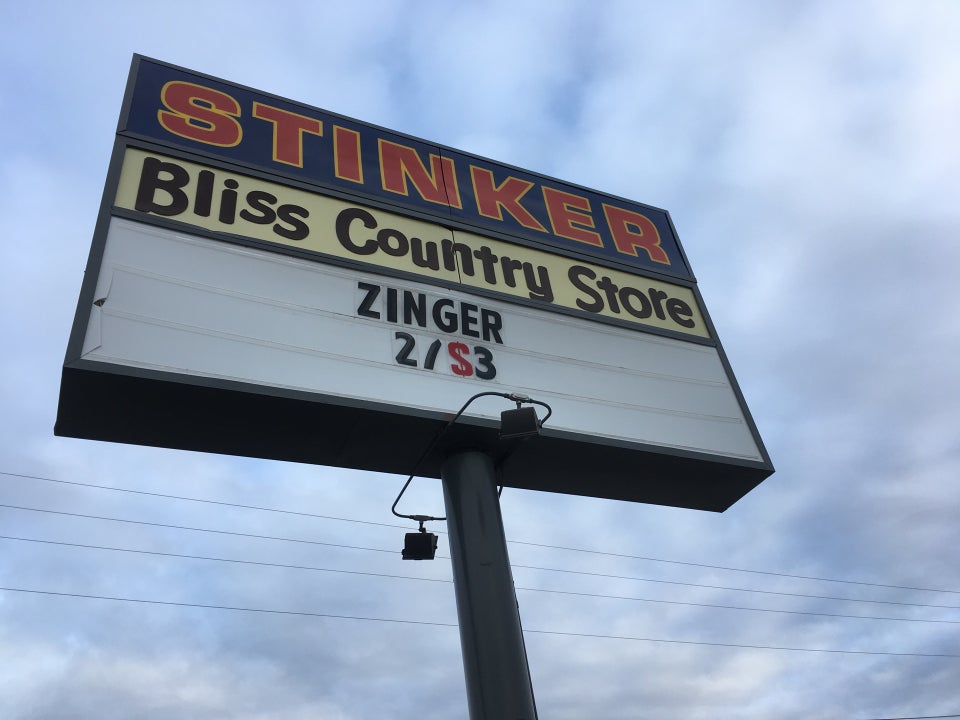 STINKER
Bliss Country Store
ZINGER
2/$3